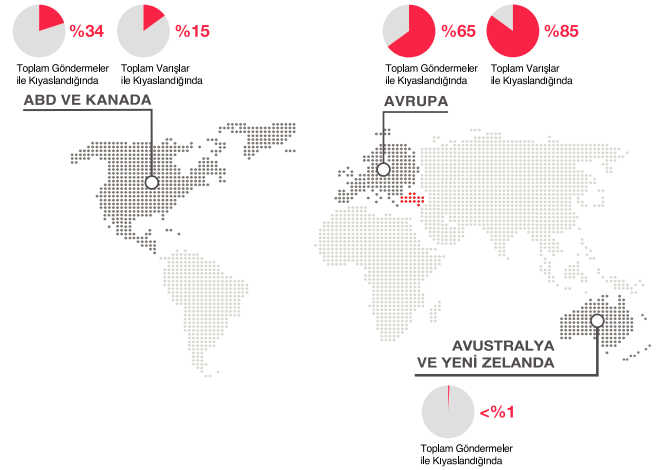 %34
Toplam Göndermeler
ile Kıyaslandığında
%15
Toplam Varışlar
ile Kıyaslandığında
ABD VE KANADA
%65
Toplam Göndermeler
ile Kıyaslandığında
%85
Toplam Varışlar
ile Kıyaslandığında
AVRUPA
AVUSTRALYA
VE YENİ ZELANDA
<%1
Toplam Göndermeler
ile Kıyaslandığında